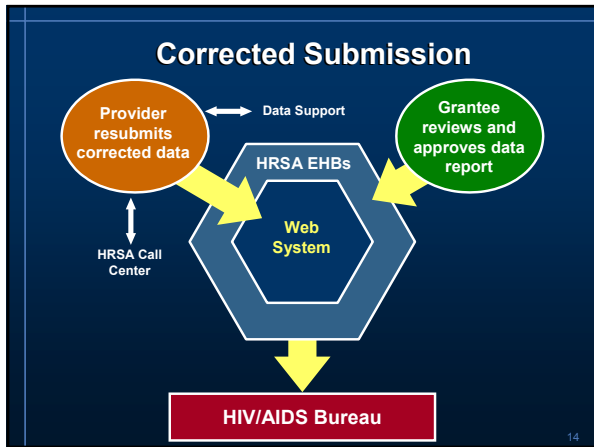 Corrected Submission
Provider
resubmits
corrected data
Data Support
Grantee
reviews and
approves data
report
HRSA EHBs
Web
System
HRSA Call
Center
HIV/AIDS Bureau
14